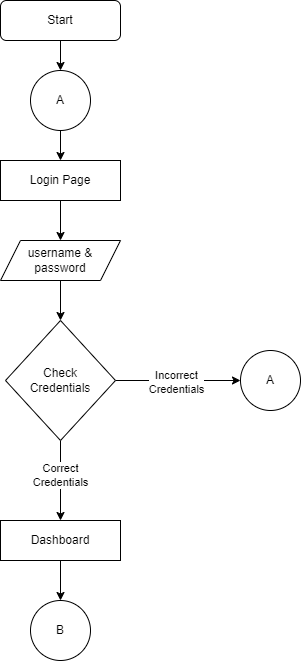 Start
A
Login Page
username &
password
Check
Credentials
Incorrect
Credentials
A
Correct
Credentials
Dashboard
B